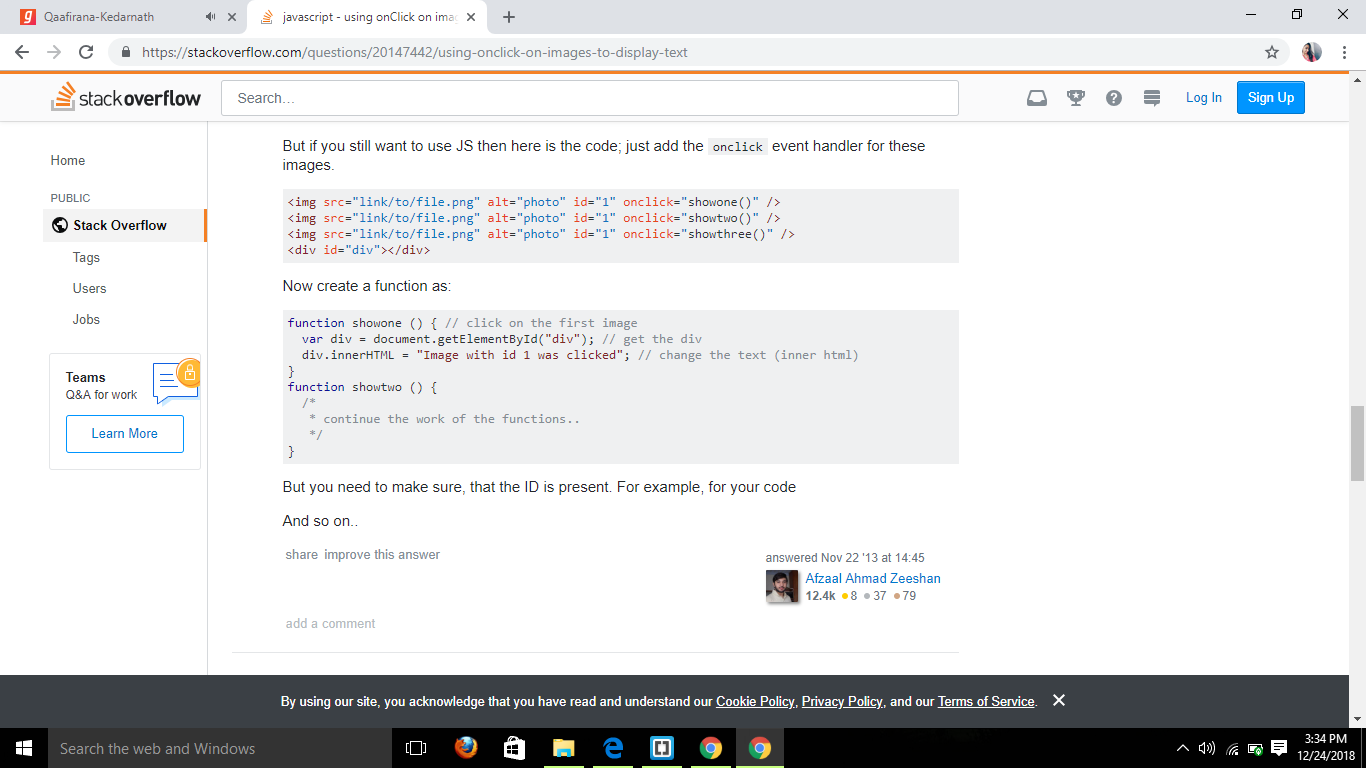 Qaafirana-Kedarnath
javascript - using onClick on imag
https://stackoverflow.com/questions/20147442/using-onclick-on-images-to-display-text
stackoverflow
Search…
Log In
Sign Up
Home
PUBLIC
Stack Overflow
Tags
Users
Jobs
Teams
Q&A for work
Learn More
But if you still want to use JS then here is the code; just add the onclick event handler for these
images.
<img src="link/to/file.png" alt="photo" id="1" onclick="showone()" />
<img src="link/to/file.png" alt="photo" id="1" onclick="showtwo()" />
<img src="link/to/file.png" alt="photo" id="1" onclick="showthree()" />
<div id="div"></div>
Now create a function as:
function showone () { // click on the first image
  var div = document.getElementById("div"); // get the div
  div.innerHTML = "Image with id 1 was clicked"; // change the text (inner html)
}
function showtwo () {
  /*
   * continue the work of the functions..
   */
}
But you need to make sure, that the ID is present. For example, for your code
And so on..
share improve this answer
answered Nov 22 '13 at 14:45
Afzaal Ahmad Zeeshan
12.4k ●8 ●37 ●79
add a comment
By using our site, you acknowledge that you have read and understand our Cookie Policy, Privacy Policy, and our Terms of Service.
Search the web and Windows
3:34 PM
12/24/2018